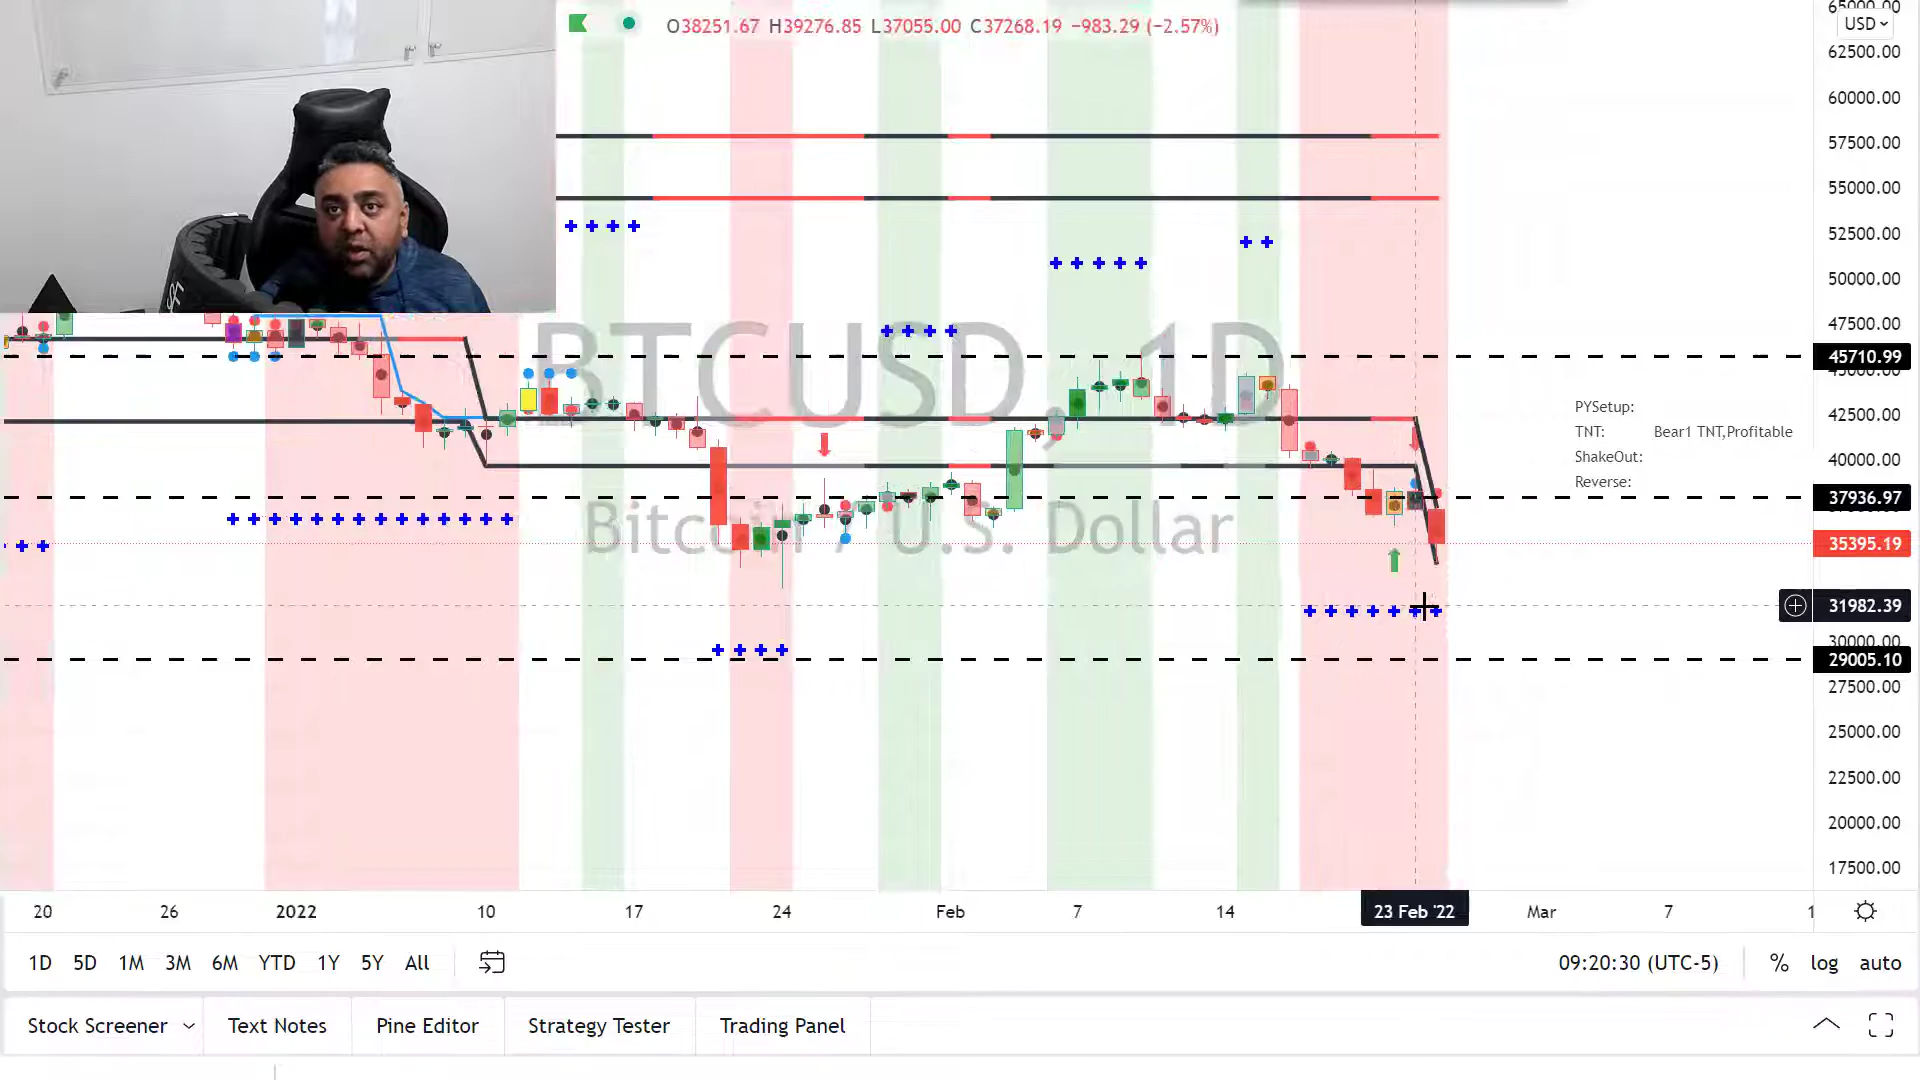 O38251.67 H39276.85 L37055.00 C37268.19 −983.29 (−2.57%)
USD
65000.00
62500.00
60000.00
57500.00
55000.00
52500.00
50000.00
47500.00
45710.99
45000.00
42500.00
40000.00
37936.97
35395.19
31982.39
30000.00
29005.10
27500.00
25000.00
22500.00
20000.00
17500.00
BTCUSD, 1D
Bitcoin / U.S. Dollar
PYSetup:
TNT: Bear1 TNT,Profitable
ShakeOut:
Reverse:
20 26 2022 10 17 24 Feb 7 14 23 Feb '22 Mar 7 1
1D 5D 1M 3M 6M YTD 1Y 5Y All 09:20:30 (UTC-5) % log auto
Stock Screener Text Notes Pine Editor Strategy Tester Trading Panel